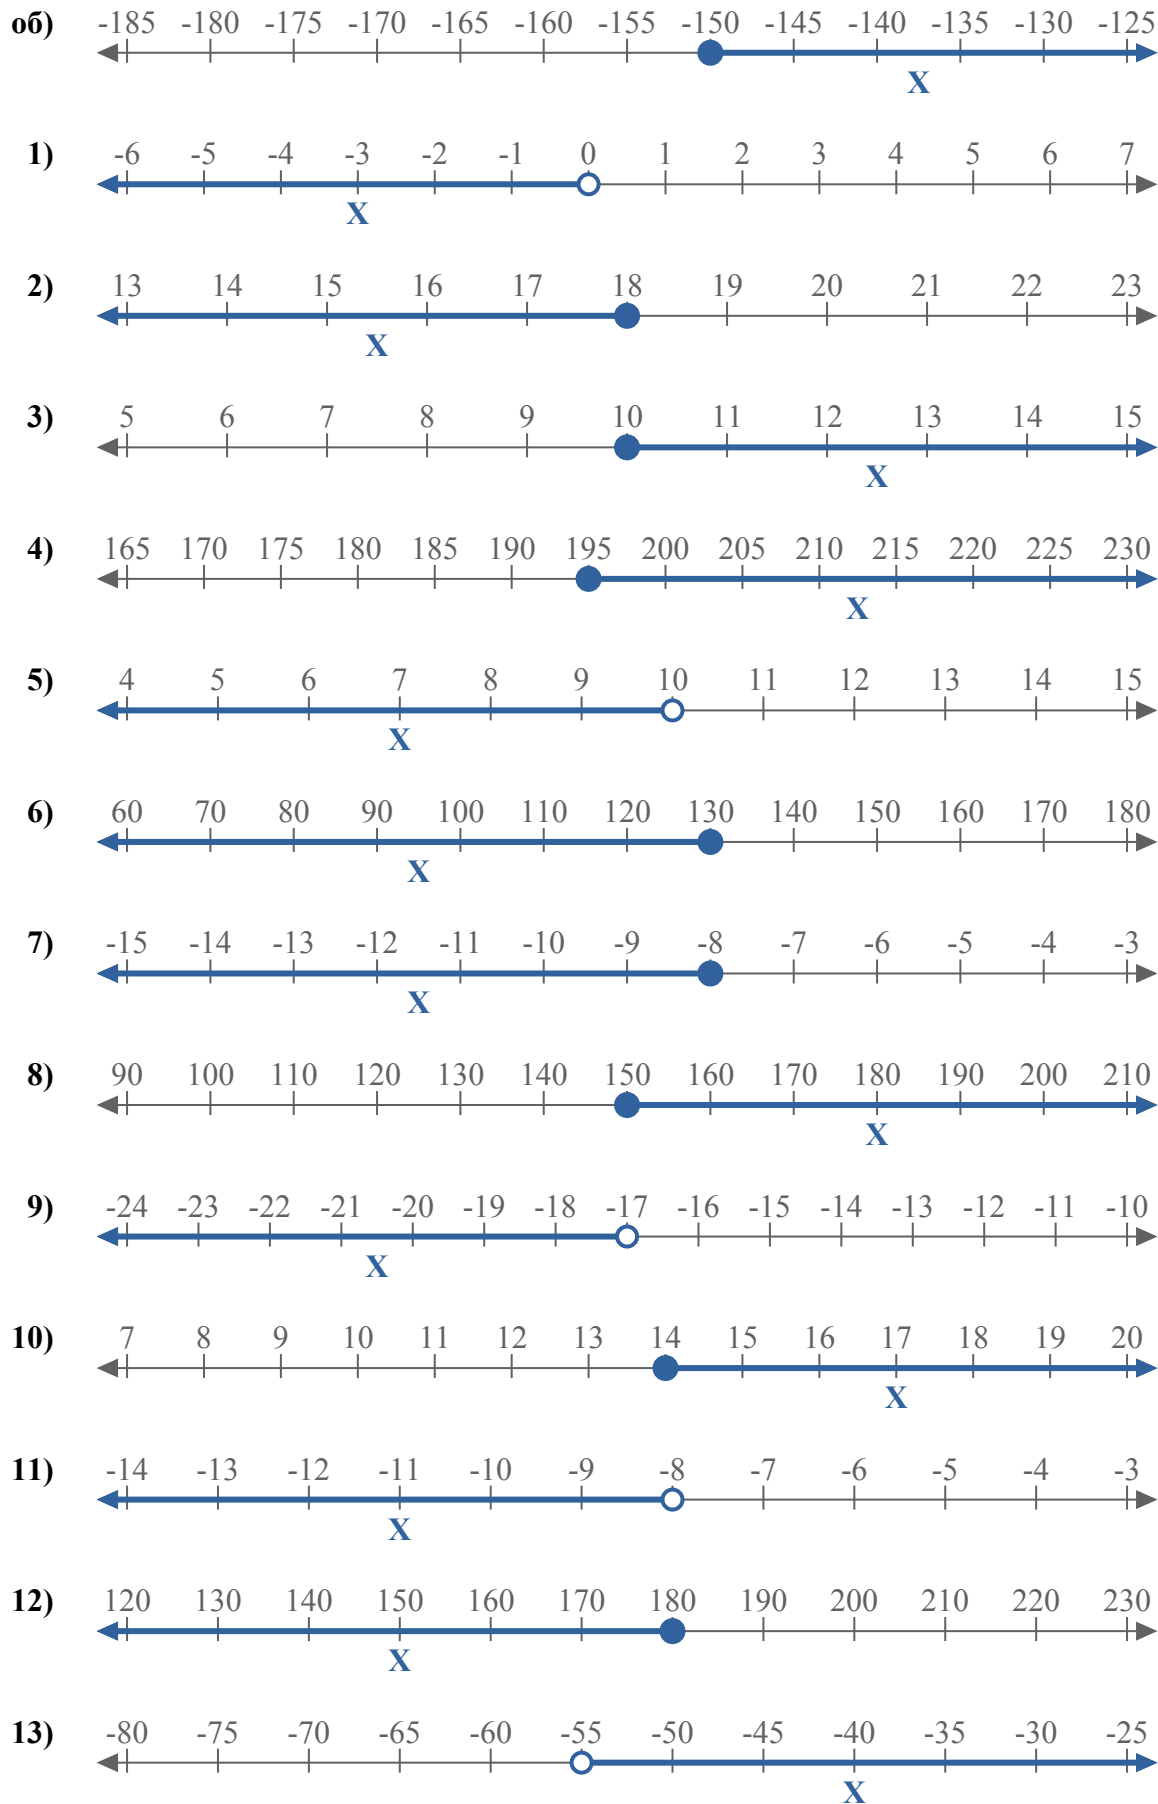 об) -185 -180 -175 -170 -165 -160 -155 -150 -145 -140 -135 -130 -125
X
1) -6 -5 -4 -3 -2 -1 0 1 2 3 4 5 6 7
X
2) 13 14 15 16 17 18 19 20 21 22 23
X
3) 5 6 7 8 9 10 11 12 13 14 15
X
4) 165 170 175 180 185 190 195 200 205 210 215 220 225 230
X
5) 4 5 6 7 8 9 10 11 12 13 14 15
X
6) 60 70 80 90 100 110 120 130 140 150 160 170 180
X
7) -15 -14 -13 -12 -11 -10 -9 -8 -7 -6 -5 -4 -3
X
8) 90 100 110 120 130 140 150 160 170 180 190 200 210
X
9) -24 -23 -22 -21 -20 -19 -18 -17 -16 -15 -14 -13 -12 -11 -10
X
10) 7 8 9 10 11 12 13 14 15 16 17 18 19 20
X
11) -14 -13 -12 -11 -10 -9 -8 -7 -6 -5 -4 -3
X
12) 120 130 140 150 160 170 180 190 200 210 220 230
X
13) -80 -75 -70 -65 -60 -55 -50 -45 -40 -35 -30 -25
X